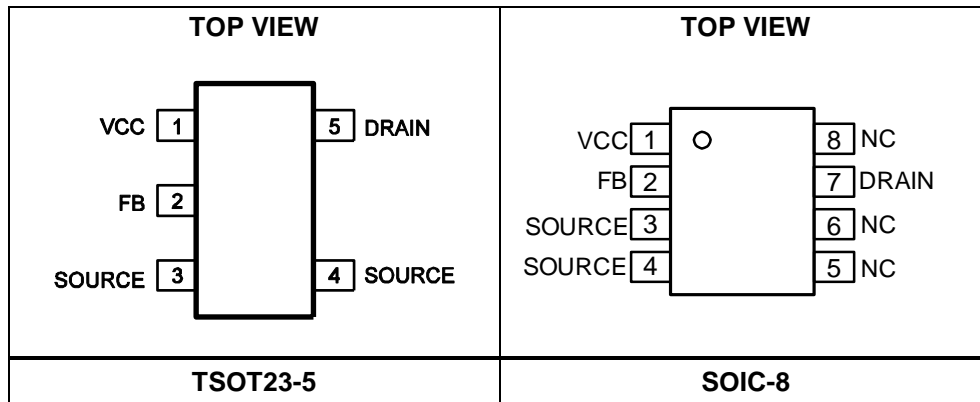 TOP VIEW
VCC 1
5 DRAIN
FB 2
SOURCE 3
4 SOURCE
TSOT23-5
TOP VIEW
VCC 1
8 NC
FB 2
7 DRAIN
SOURCE 3
6 NC
SOURCE 4
5 NC
SOIC-8